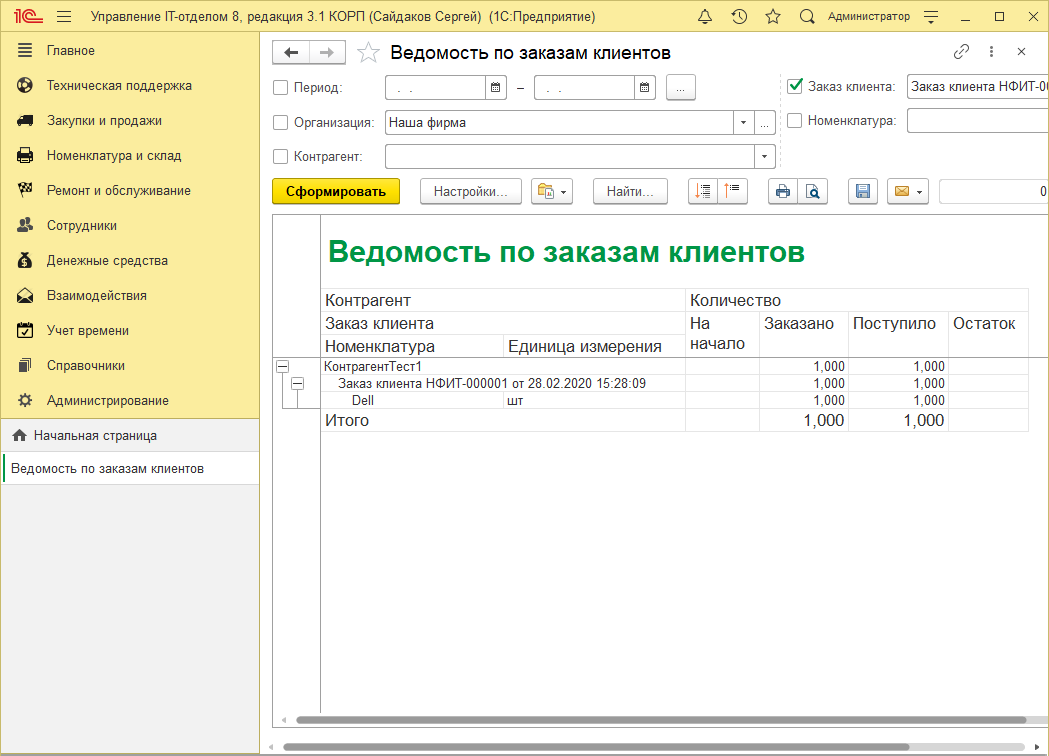 1С Управление IT-отделом 8, редакция 3.1 КОРП (Сайдаков Сергей) (1С:Предприятие) Администратор
Главное
Техническая поддержка
Закупки и продажи
Номенклатура и склад
Ремонт и обслуживание
Сотрудники
Денежные средства
Взаимодействия
Учет времени
Справочники
Администрирование
Начальная страница
Ведомость по заказам клиентов
Ведомость по заказам клиентов
Период: . . – . . ... Заказ клиента: Заказ клиента НФИТ-00
Организация: Наша фирма ... Номенклатура:
Контрагент:
Сформировать Настройки... Найти... 0
Ведомость по заказам клиентов
Контрагент Количество
Заказ клиента На начало Заказано Поступило Остаток
Номенклатура Единица измерения
КонтрагентТест1 1,000 1,000
Заказ клиента НФИТ-000001 от 28.02.2020 15:28:09 1,000 1,000
Dell шт 1,000 1,000
Итого 1,000 1,000